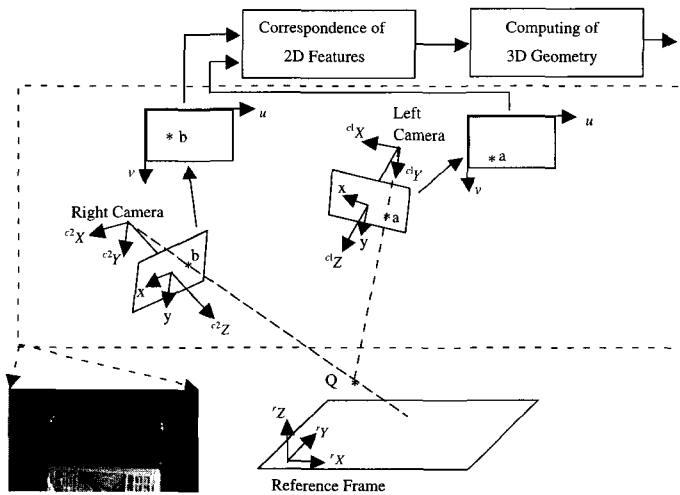 Correspondence of
2D Features
Computing of
3D Geometry
u
* b
v
Left
Camera
c1X
c1Y
x
* a
y
c1Z
u
* a
v
Right Camera
c2X
c2Y
b
*
x
y
c2Z
Q *
rZ
rY
rX
Reference Frame